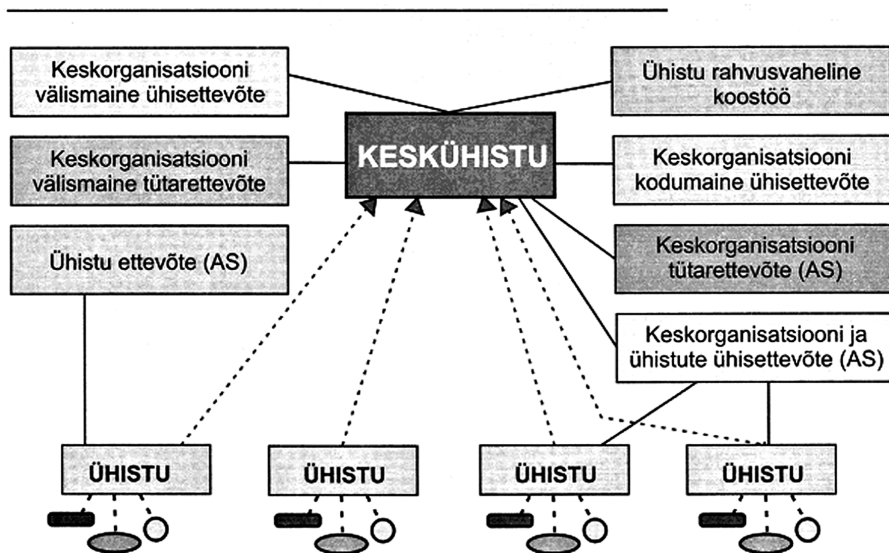 Keskorganisatsiooni
välismaine ühisettevõte
Ühistu rahvusvaheline
koostöö
KESKÜHISTU
Keskorganisatsiooni
välismaine tütarettevõte
Keskorganisatsiooni
kodumaine ühisettevõte
Ühistu ettevõte (AS)
Keskorganisatsiooni
tütarettevõte (AS)
Keskorganisatsiooni ja
ühistute ühisettevõte (AS)
ÜHISTU
ÜHISTU
ÜHISTU
ÜHISTU